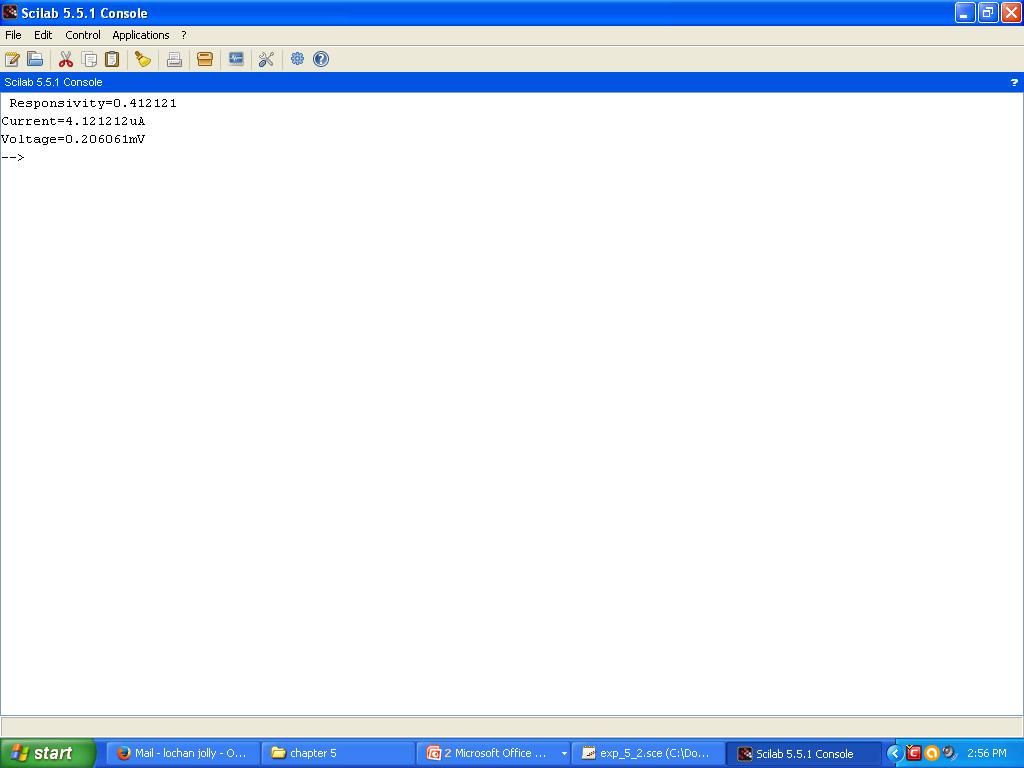 Scilab 5.5.1 Console
File Edit Control Applications ?
Scilab 5.5.1 Console ?
Responsivity=0.412121
Current=4.121212uA
Voltage=0.206061mV
-->
start Mail - lochan jolly - O... chapter 5 2 Microsoft Office ... exp_5_2.sce (C:\Do... Scilab 5.5.1 Console 2:56 PM